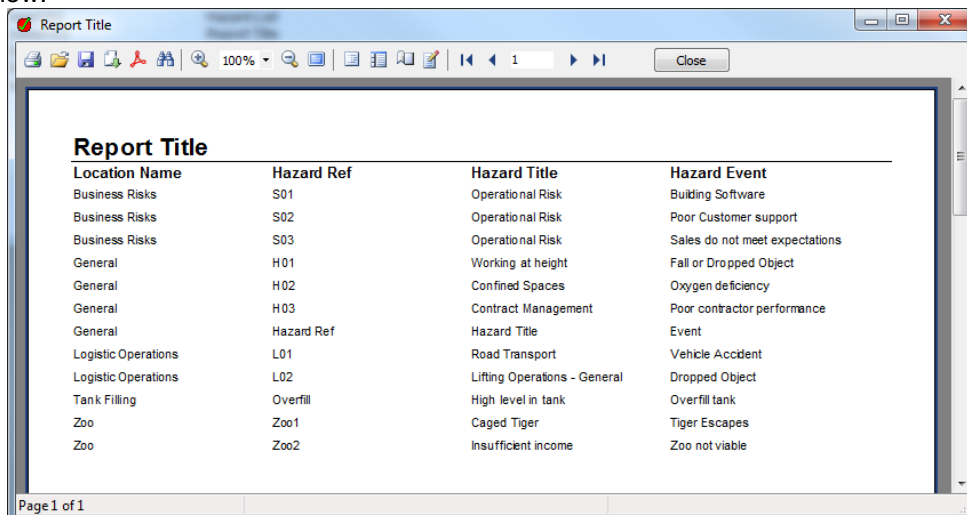 Report Title
100% 1 Close
Report Title
Location Name Hazard Ref Hazard Title Hazard Event
Business Risks S01 Operational Risk Building Software
Business Risks S02 Operational Risk Poor Customer support
Business Risks S03 Operational Risk Sales do not meet expectations
General H01 Working at height Fall or Dropped Object
General H02 Confined Spaces Oxygen deficiency
General H03 Contract Management Poor contractor performance
General Hazard Ref Hazard Title Event
Logistic Operations L01 Road Transport Vehicle Accident
Logistic Operations L02 Lifting Operations - General Dropped Object
Tank Filling Overfill High level in tank Overfill tank
Zoo Zoo1 Caged Tiger Tiger Escapes
Zoo Zoo2 Insufficient income Zoo not viable
Page 1 of 1